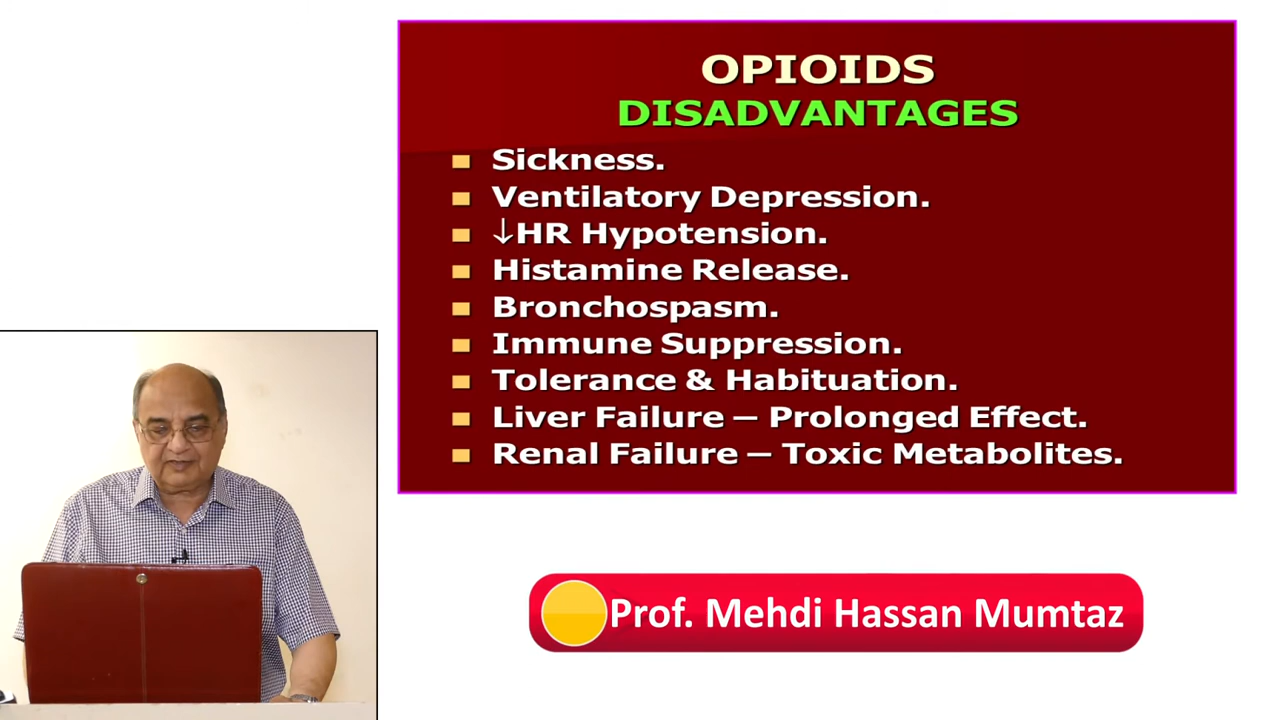 OPIOIDS
DISADVANTAGES
Sickness.
Ventilatory Depression.
↓HR Hypotension.
Histamine Release.
Bronchospasm.
Immune Suppression.
Tolerance & Habituation.
Liver Failure – Prolonged Effect.
Renal Failure – Toxic Metabolites.
Prof. Mehdi Hassan Mumtaz